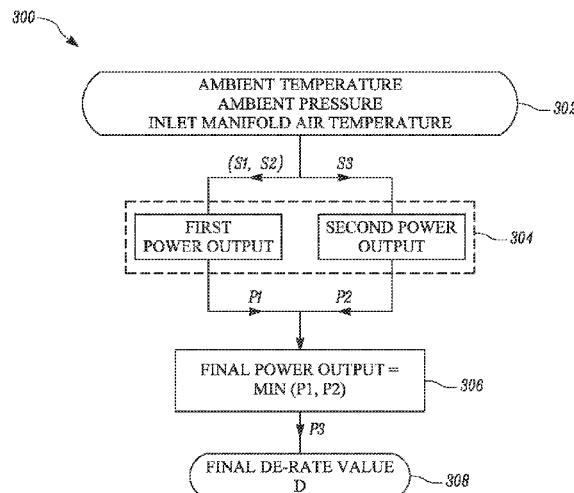 300
AMBIENT TEMPERATURE
AMBIENT PRESSURE
INLET MANIFOLD AIR TEMPERATURE
302
(S1, S2)
S3
FIRST
POWER OUTPUT
SECOND POWER
OUTPUT
304
P1
P2
FINAL POWER OUTPUT =
MIN (P1, P2)
306
P3
FINAL DE-RATE VALUE
D
308